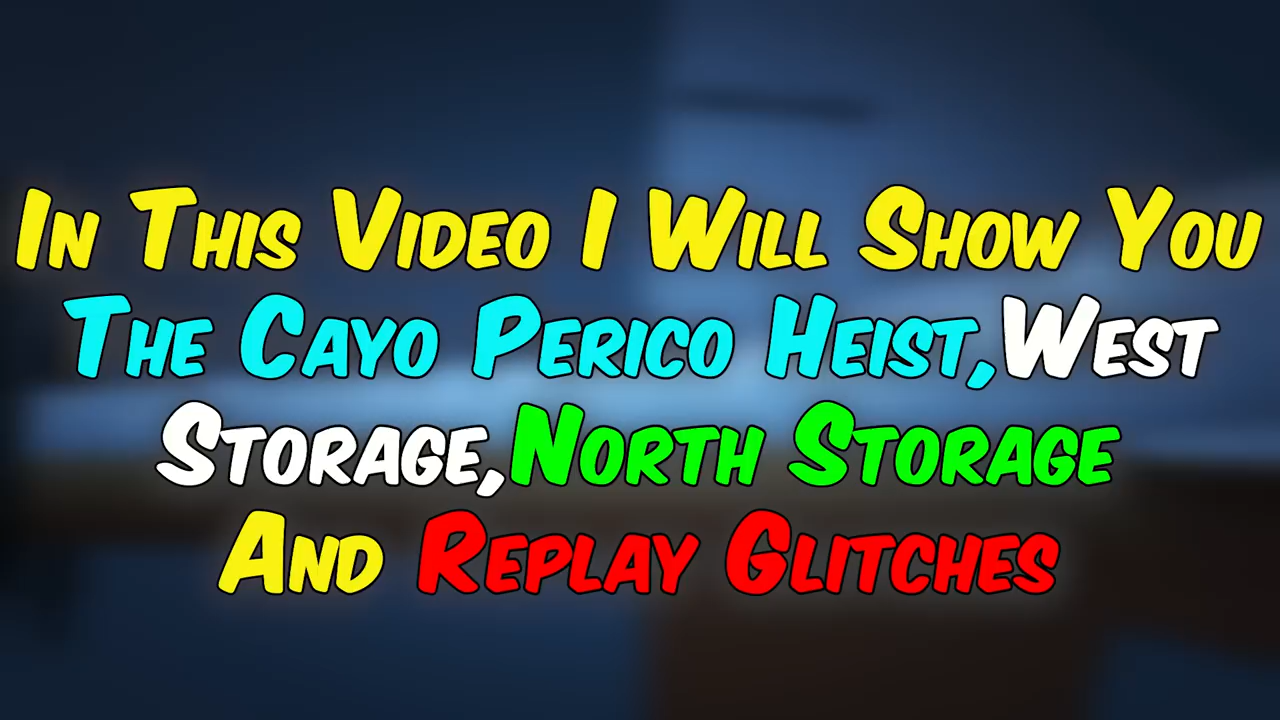 In This Video I Will Show You
The Cayo Perico Heist,West
Storage,North Storage
And Replay Glitches